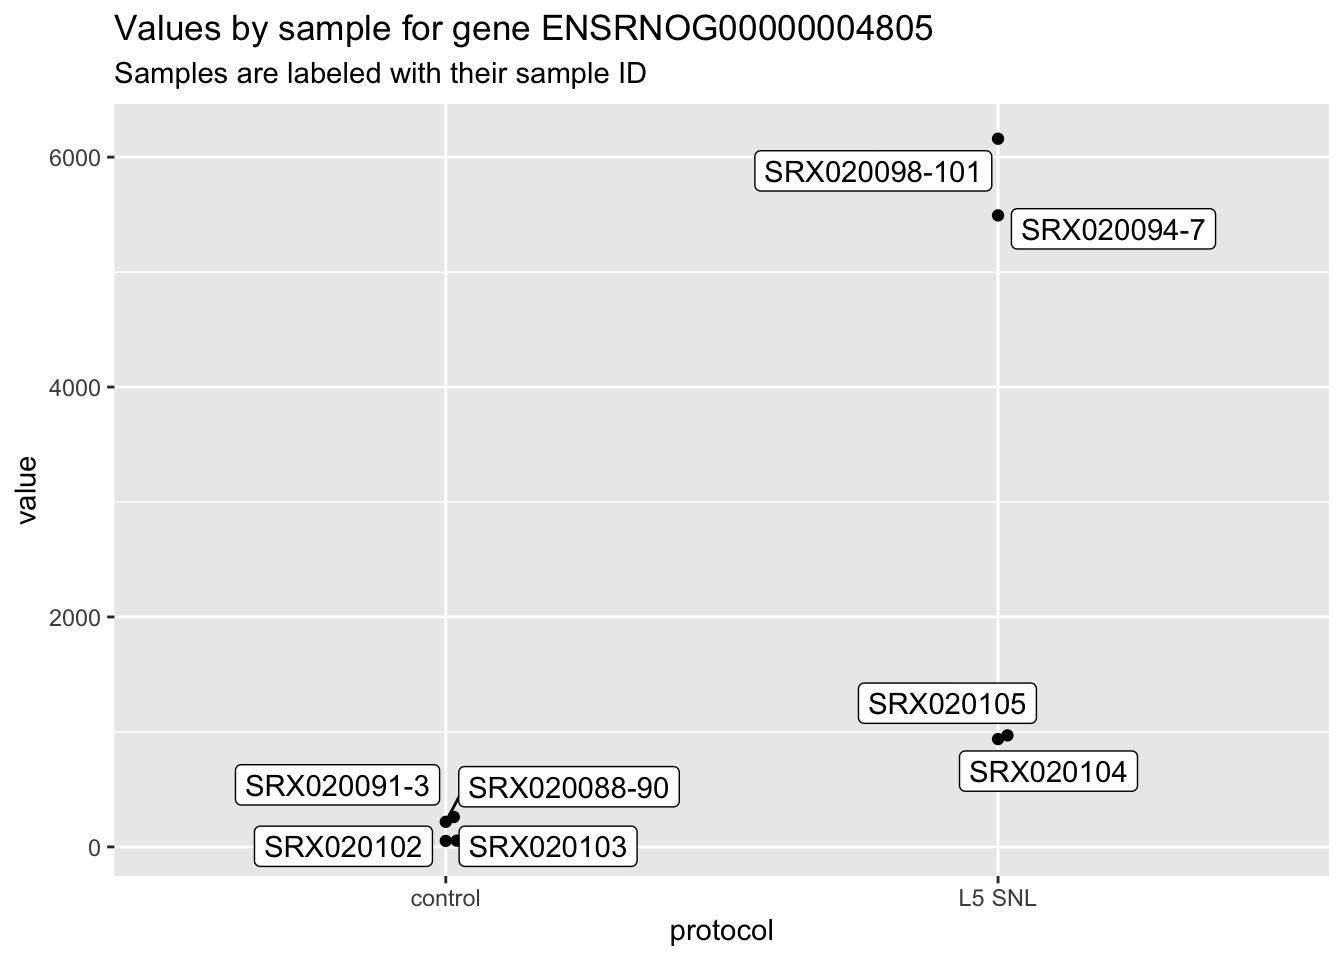 Values by sample for gene ENSRNOG00000004805
Samples are labeled with their sample ID
6000
SRX020098-101
SRX020094-7
4000
value
2000
SRX020105
SRX020104
SRX020091-3
SRX020088-90
0
SRX020102
SRX020103
control
L5 SNL
protocol